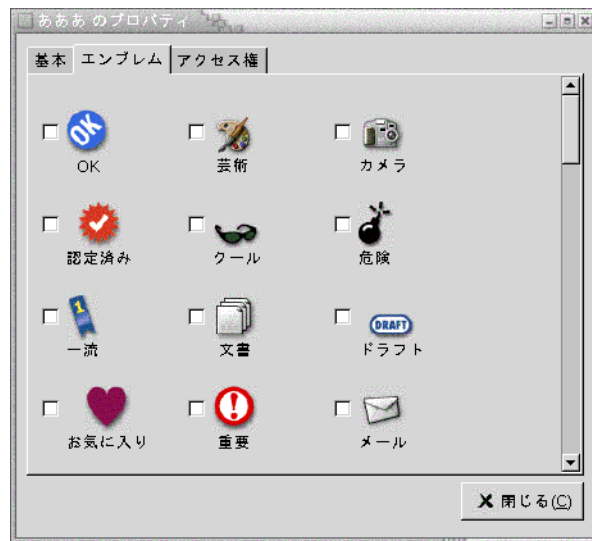 あああ のプロパティ
基本 エンブレム アクセス権
OK
OK 芸術 カメラ
認定済み クール 危険
1
DRAFT
一流 文書 ドラフト
お気に入り 重要 メール
閉じる(C)